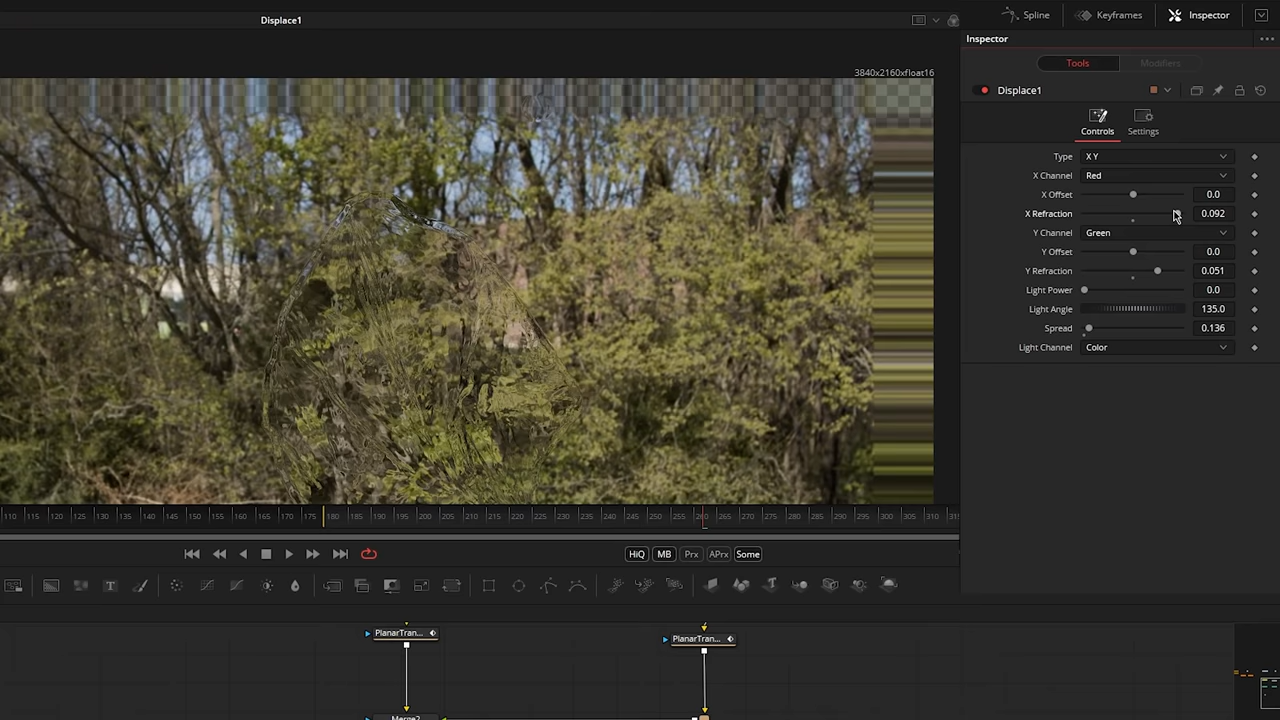 Displace1
Spline
Keyframes
Inspector
Inspector
3840x2160xfloat16
Tools
Modifiers
Displace1
Controls
Settings
Type
X Y
X Channel
Red
X Offset
0.0
X Refraction
0.092
Y Channel
Green
Y Offset
0.0
Y Refraction
0.051
Light Power
0.0
Light Angle
135.0
Spread
0.136
Light Channel
Color
110 115 120 125 130 135 140 145 150 155 160 165 170 175 180 185 190 195 200 205 210 215 220 225 230 235 240 245 250 255 260 265 270 275 280 285 290 295 300 305 310 315
HiQ
MB
Prx
APrx
Some
T
PlanarTran...
PlanarTran...
Merge2